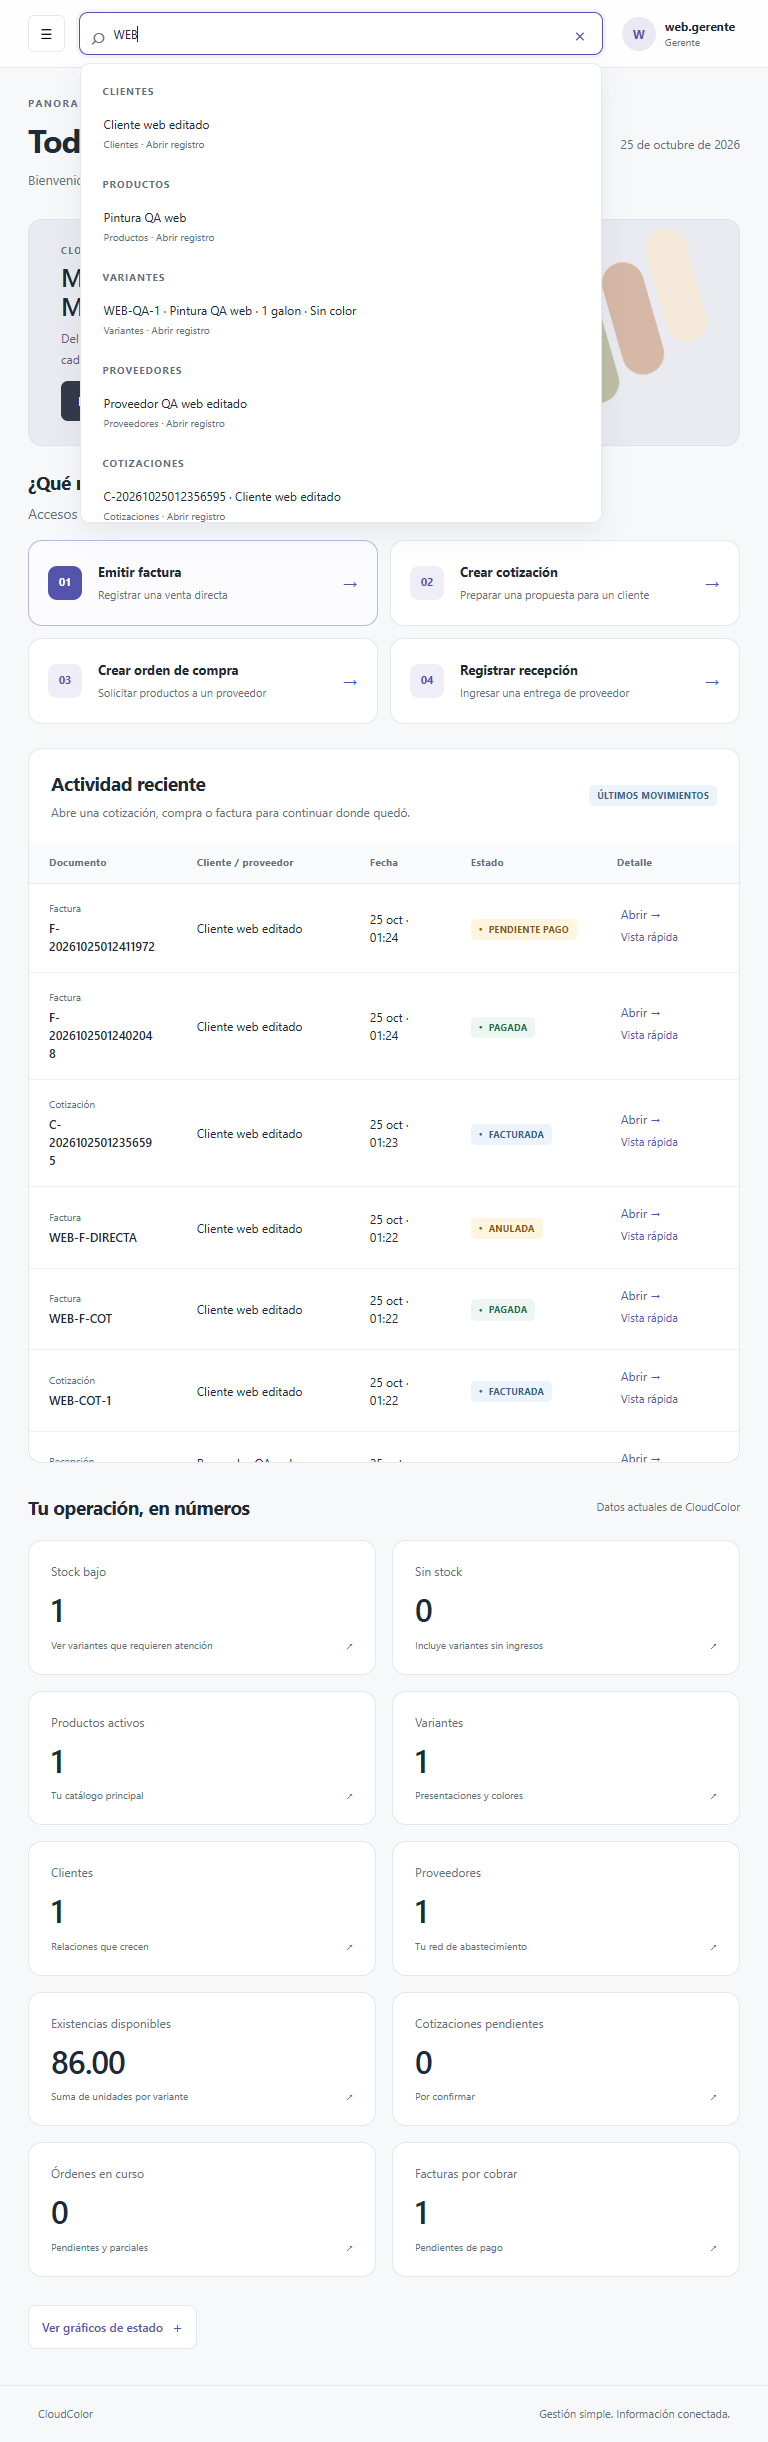 ☰
WEB
×
W
web.gerente
Gerente
CLIENTES
Cliente web editado
Clientes · Abrir registro
PRODUCTOS
Pintura QA web
Productos · Abrir registro
VARIANTES
WEB-QA-1 · Pintura QA web · 1 galon · Sin color
Variantes · Abrir registro
PROVEEDORES
Proveedor QA web editado
Proveedores · Abrir registro
COTIZACIONES
C-20261025012356595 · Cliente web editado
Cotizaciones · Abrir registro
PANORA
Tod
25 de octubre de 2026
Bienvenid
CLO
M
M
Del
cad
¿Qué
Accesos
01
Emitir factura
Registrar una venta directa
→
02
Crear cotización
Preparar una propuesta para un cliente
→
03
Crear orden de compra
Solicitar productos a un proveedor
→
04
Registrar recepción
Ingresar una entrega de proveedor
→
Actividad reciente
Abre una cotización, compra o factura para continuar donde quedó.
ÚLTIMOS MOVIMIENTOS
Documento Cliente / proveedor Fecha Estado Detalle
Factura
F-
20261025012411972
Cliente web editado
25 oct ·
01:24
• PENDIENTE PAGO
Abrir →
Vista rápida
Factura
F-
2026102501240204
8
Cliente web editado
25 oct ·
01:24
• PAGADA
Abrir →
Vista rápida
Cotización
C-
2026102501235659
5
Cliente web editado
25 oct ·
01:23
• FACTURADA
Abrir →
Vista rápida
Factura
WEB-F-DIRECTA
Cliente web editado
25 oct ·
01:22
• ANULADA
Abrir →
Vista rápida
Factura
WEB-F-COT
Cliente web editado
25 oct ·
01:22
• PAGADA
Abrir →
Vista rápida
Cotización
WEB-COT-1
Cliente web editado
25 oct ·
01:22
• FACTURADA
Abrir →
Vista rápida
Recepción
Abrir →
Tu operación, en números
Datos actuales de CloudColor
Stock bajo
1
Ver variantes que requieren atención
↗
Sin stock
0
Incluye variantes sin ingresos
↗
Productos activos
1
Tu catálogo principal
↗
Variantes
1
Presentaciones y colores
↗
Clientes
1
Relaciones que crecen
↗
Proveedores
1
Tu red de abastecimiento
↗
Existencias disponibles
86.00
Suma de unidades por variante
↗
Cotizaciones pendientes
0
Por confirmar
↗
Órdenes en curso
0
Pendientes y parciales
↗
Facturas por cobrar
1
Pendientes de pago
↗
Ver gráficos de estado +
CloudColor
Gestión simple. Información conectada.